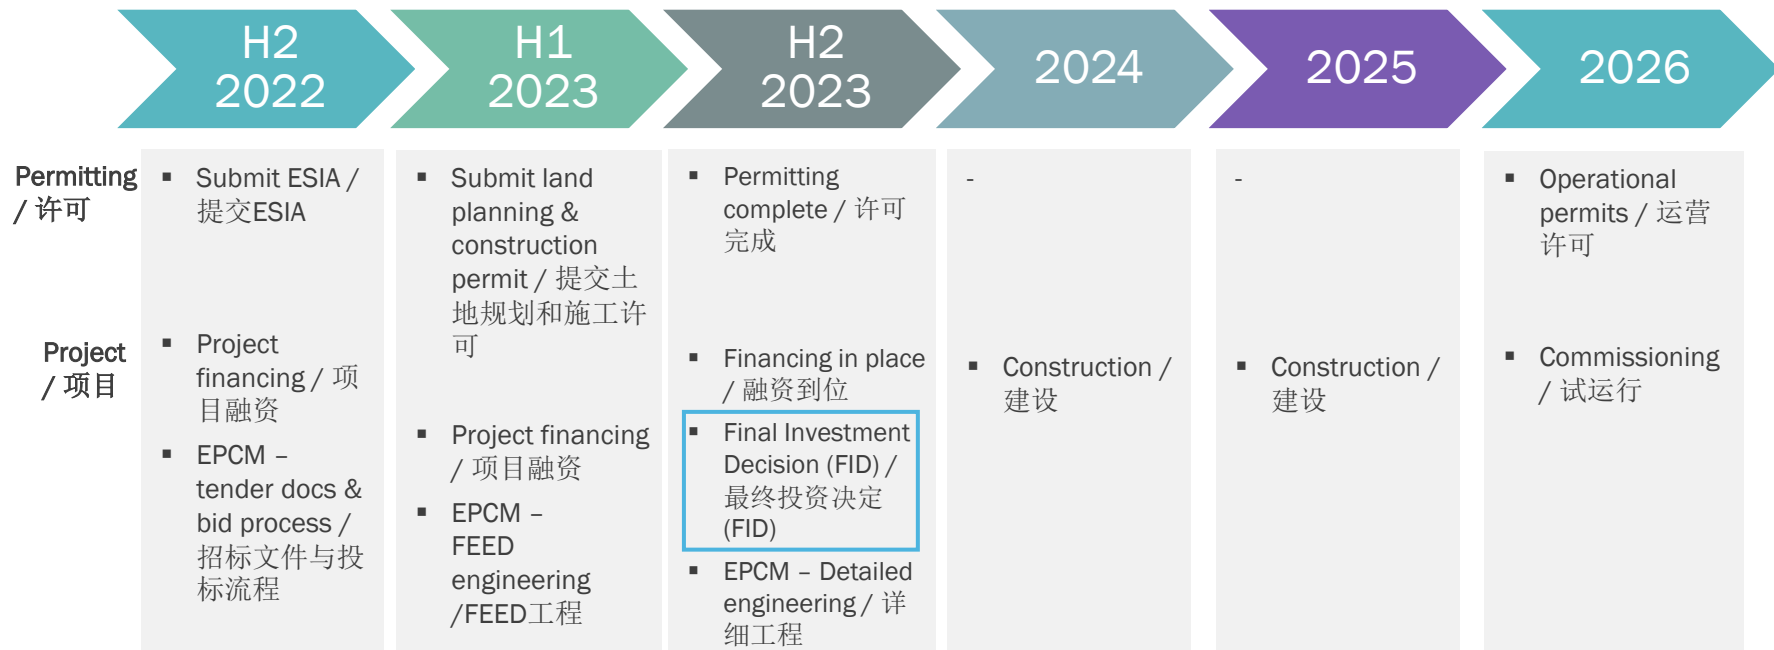 H2
2022
H1
2023
H2
2023
2024
2025
2026
Permitting
/ 许可
▪ Submit ESIA /
提交ESIA
▪ Submit land
planning &
construction
permit / 提交土
地规划和施工许
可
▪ Permitting
complete / 许可
完成
-
-
▪ Operational
permits / 运营
许可
Project
/ 项目
▪ Project
financing / 项
目融资
▪ EPCM –
tender docs &
bid process /
招标文件与投
标流程
▪ Project financing
/ 项目融资
▪ EPCM –
FEED
engineering
/FEED工程
▪ Financing in place
/ 融资到位
▪ Final Investment
Decision (FID) /
最终投资决定
(FID)
▪ EPCM – Detailed
engineering / 详
细工程
▪ Construction /
建设
▪ Construction /
建设
▪ Commissioning
/ 试运行